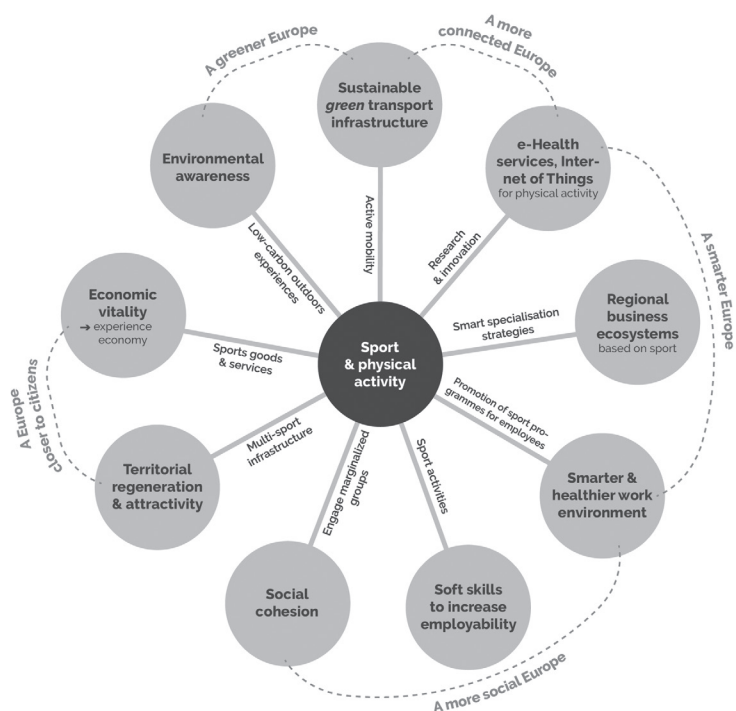 A greener Europe
A more
connected Europe
Sustainable
green transport
infrastructure
Environmental
awareness
e-Health
services, Inter-
net of Things
for physical activity
Active mobility
Research
& innovation
Low-carbon outdoors
experiences
A smarter Europe
Economic
vitality
➔ experience
economy
Regional
business
ecosystems
based on sport
Smart specialisation
strategies
Sport
& physical
activity
Sports goods
& services
Promotion of sport pro-
grammes for employees
A Europe
closer to citizens
Multi-sport
infrastructure
Engage marginalized
groups
Sport activities
Territorial
regeneration
& attractivity
Smarter &
healthier work
environment
Social
cohesion
Soft skills
to increase
employability
A more social Europe